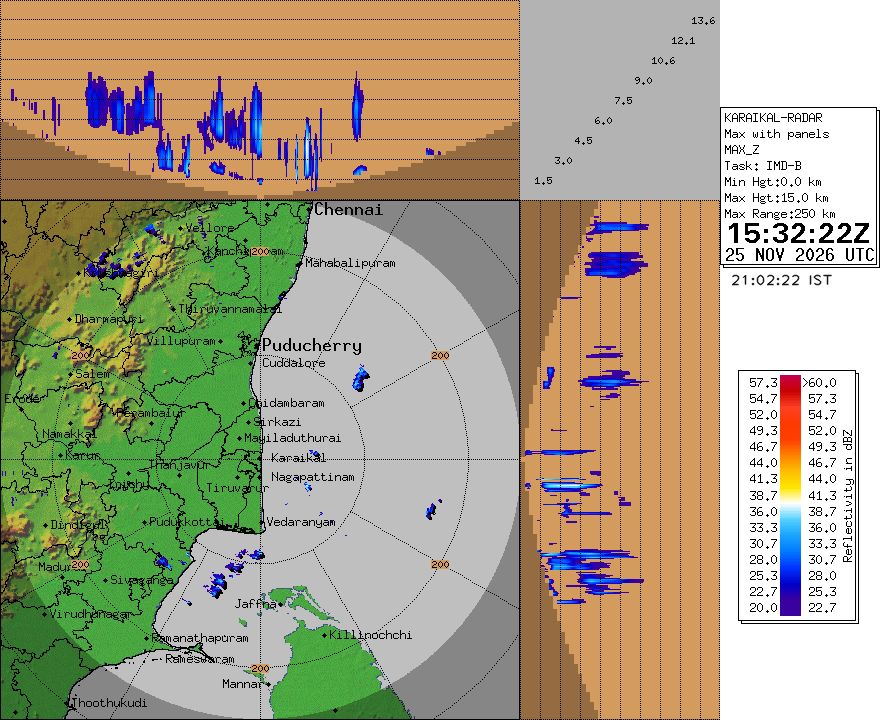 13.6
12.1
10.6
9.0
7.5
6.0
4.5
3.0
1.5
KARAIKAL-RADAR
Max with panels
MAX_Z
Task: IMD-B
Min Hgt:0.0 km
Max Hgt:15.0 km
Max Range:250 km
15:32:22Z
25 NOV 2026 UTC
21:02:22 IST
Chennai
Vellore
200
Mahabalipuram
Thiruvannamalai
Dharmapuri
Villupuram
Puducherry
200
200
Cuddalore
Salem
Perambalur
Namakkal
Sirkazi
Mayiladuthurai
Karur
Karaikal
Thanjavur
Nagapattinam
Tiruvarur
Pudukkottai
Vedaranyam
200
200
Sivaganga
Jaffna
Virudhunagar
Ramanathapuram
Killinochchi
Rameswaram
200
Mannar
Thoothukudi
57.3 >60.0
54.7 57.3
52.0 54.7
49.3 52.0
46.7 49.3
44.0 46.7
41.3 44.0
38.7 41.3
36.0 38.7
33.3 36.0
30.7 33.3
28.0 30.7
25.3 28.0
22.7 25.3
20.0 22.7
Reflectivity in dBZ